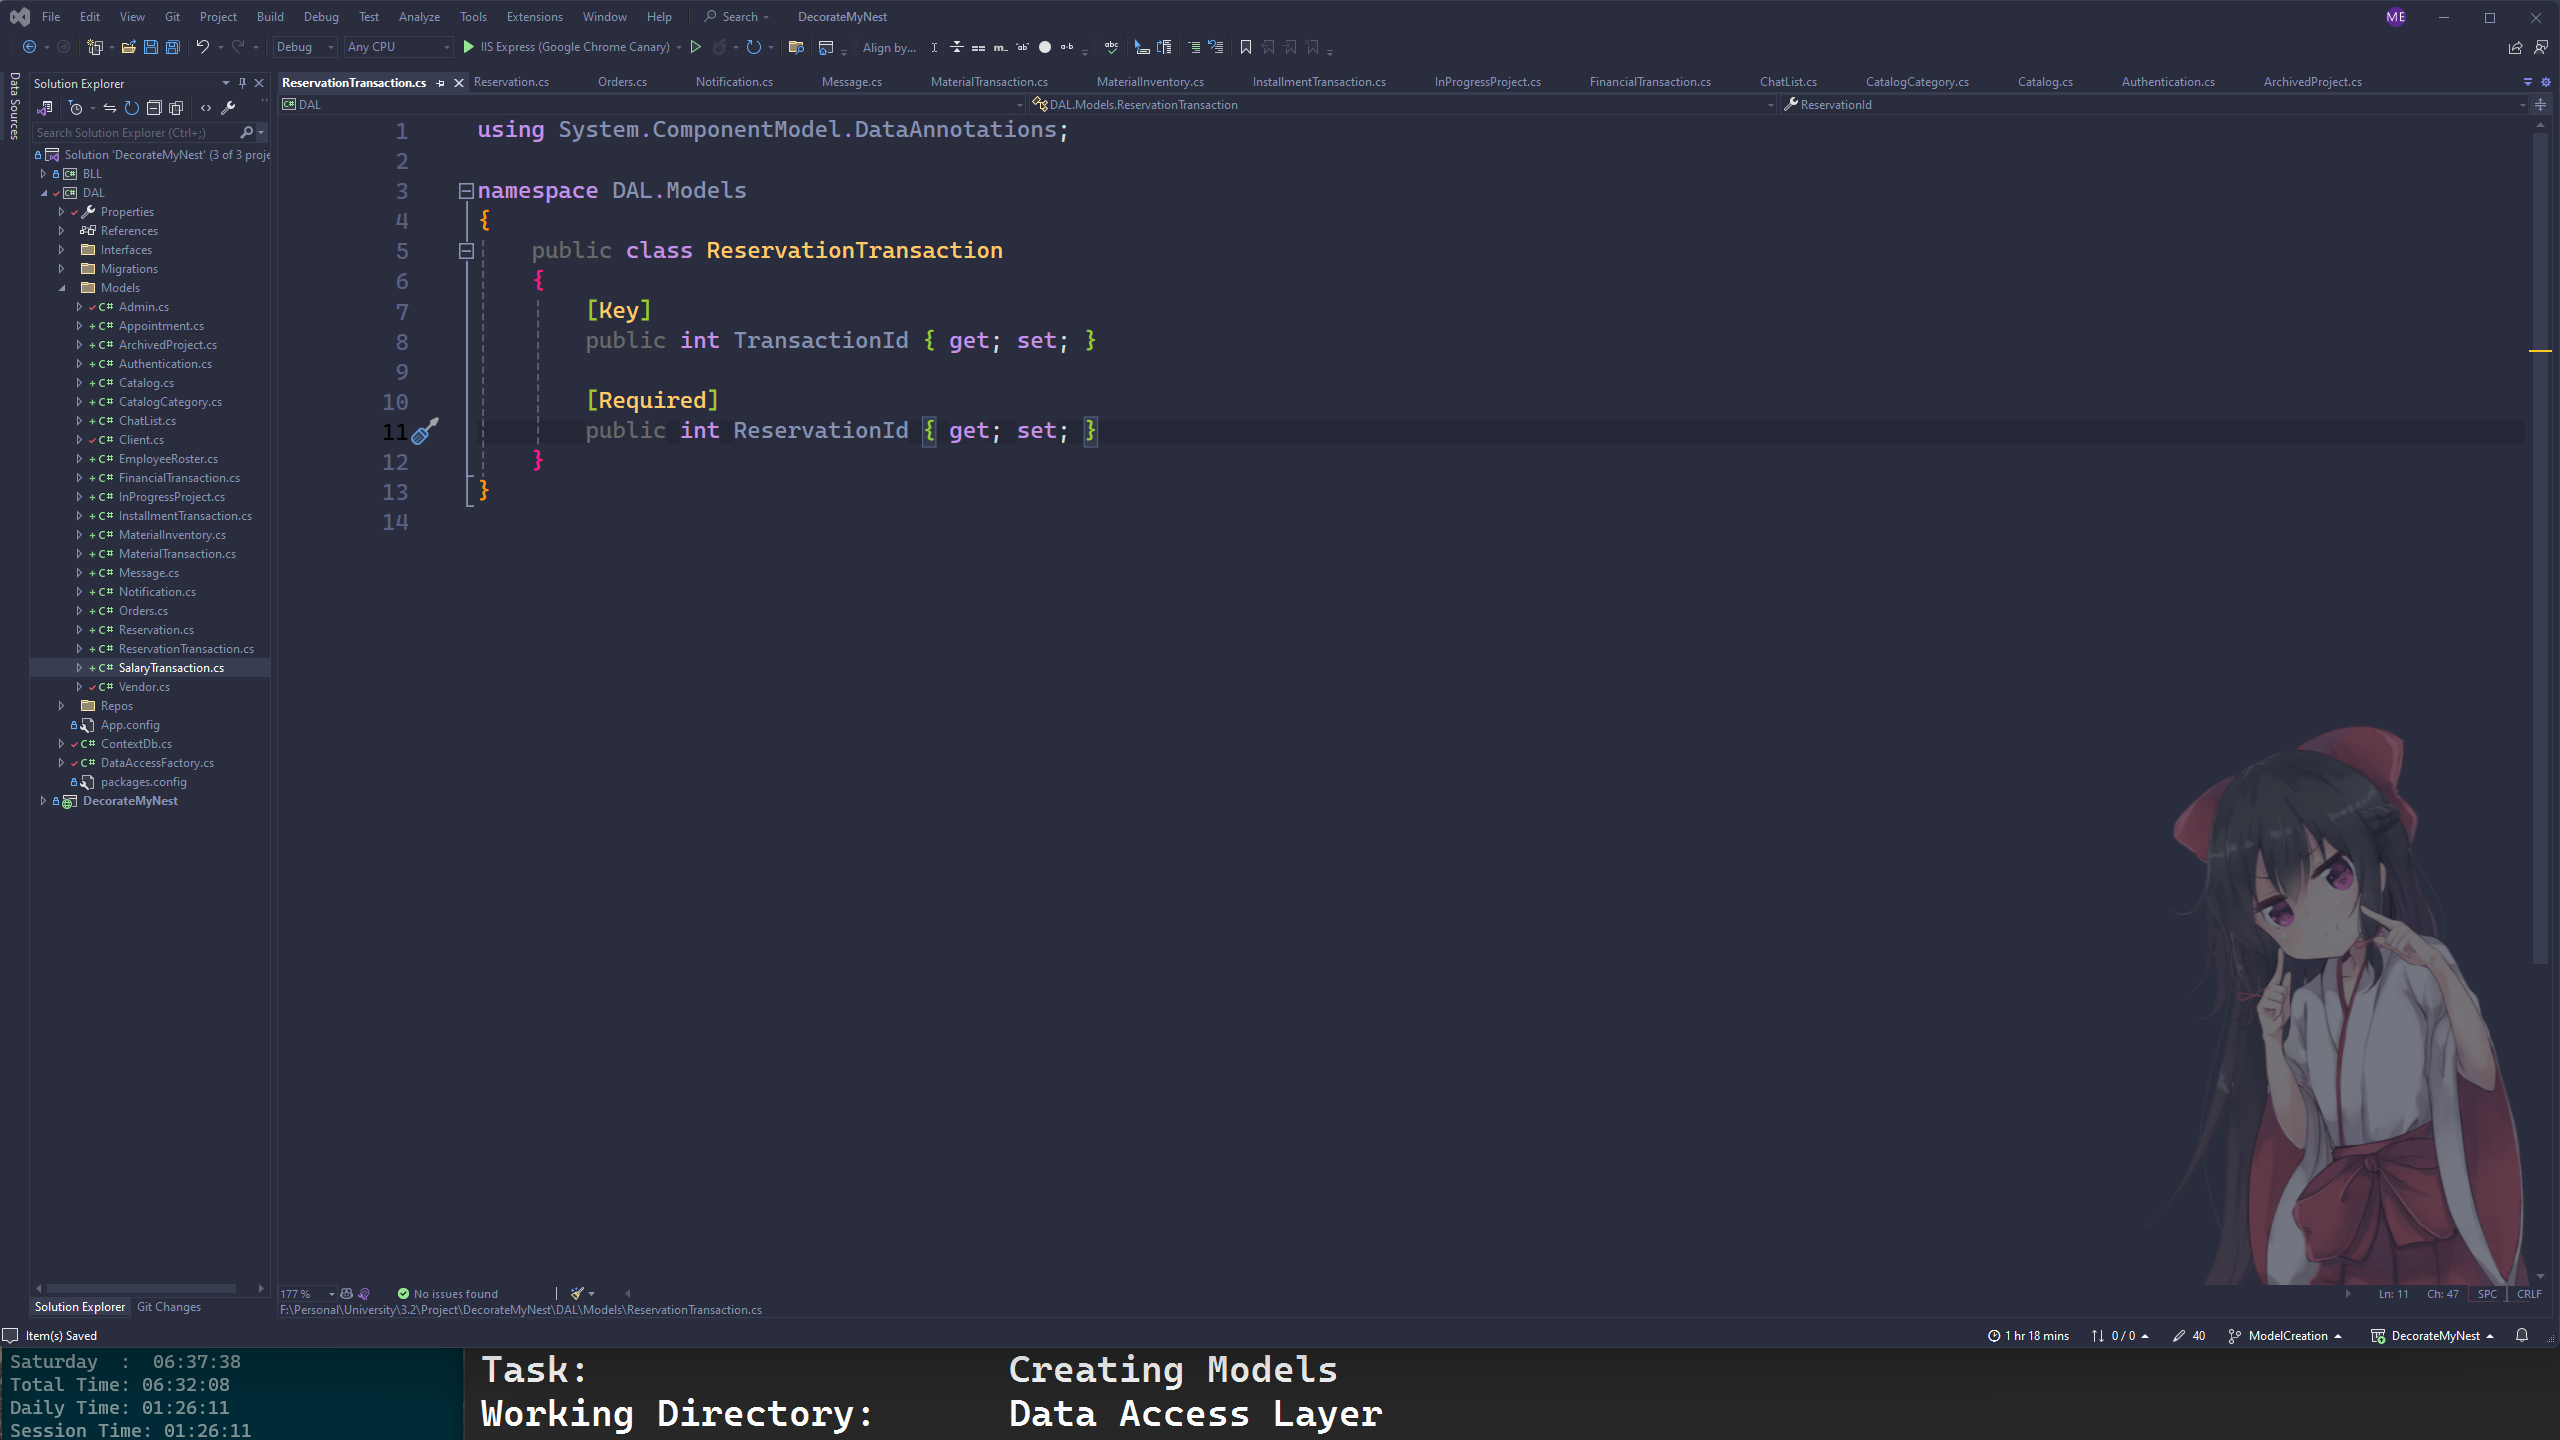 File Edit View Git Project Build Debug Test Analyze Tools Extensions Window Help Search DecorateMyNest ME
Debug Any CPU IIS Express (Google Chrome Canary) Align by...
Data Sources
Solution Explorer
Search Solution Explorer (Ctrl+;)
Solution 'DecorateMyNest' (3 of 3 proje
BLL
DAL
Properties
References
Interfaces
Migrations
Models
C# Admin.cs
C# Appointment.cs
C# ArchivedProject.cs
C# Authentication.cs
C# Catalog.cs
C# CatalogCategory.cs
C# ChatList.cs
C# Client.cs
C# EmployeeRoster.cs
C# FinancialTransaction.cs
C# InProgressProject.cs
C# InstallmentTransaction.cs
C# MaterialInventory.cs
C# MaterialTransaction.cs
C# Message.cs
C# Notification.cs
C# Orders.cs
C# Reservation.cs
C# ReservationTransaction.cs
C# SalaryTransaction.cs
C# Vendor.cs
Repos
App.config
C# ContextDb.cs
C# DataAccessFactory.cs
packages.config
DecorateMyNest
Solution Explorer Git Changes
ReservationTransaction.cs Reservation.cs Orders.cs Notification.cs Message.cs MaterialTransaction.cs MaterialInventory.cs InstallmentTransaction.cs InProgressProject.cs FinancialTransaction.cs ChatList.cs CatalogCategory.cs Catalog.cs Authentication.cs ArchivedProject.cs
DAL DAL.Models.ReservationTransaction ReservationId
1 using System.ComponentModel.DataAnnotations;
2
3 namespace DAL.Models
4 {
5 public class ReservationTransaction
6 {
7 [Key]
8 public int TransactionId { get; set; }
9
10 [Required]
11 public int ReservationId { get; set; }
12 }
13 }
14
177 % No issues found Ln: 11 Ch: 47 SPC CRLF
F:\Personal\University\3.2\Project\DecorateMyNest\DAL\Models\ReservationTransaction.cs
Item(s) Saved 1 hr 18 mins 0 / 0 40 ModelCreation DecorateMyNest
Saturday : 06:37:38
Total Time: 06:32:08
Daily Time: 01:26:11
Session Time: 01:26:11
Task: Creating Models
Working Directory: Data Access Layer